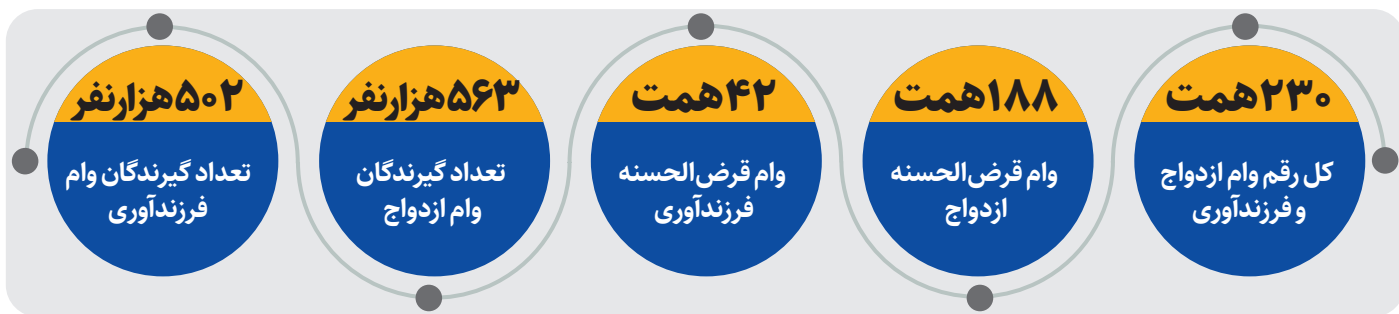 ۲۳۰همت
کل رقم وام ازدواج
و فرزندآوری
۱۸۸همت
وام قرض‌الحسنه
ازدواج
۴۲همت
وام قرض‌الحسنه
فرزندآوری
۵۶۳هزارنفر
تعداد گیرندگان
وام ازدواج
۵۰۲هزارنفر
تعداد گیرندگان وام
فرزندآوری